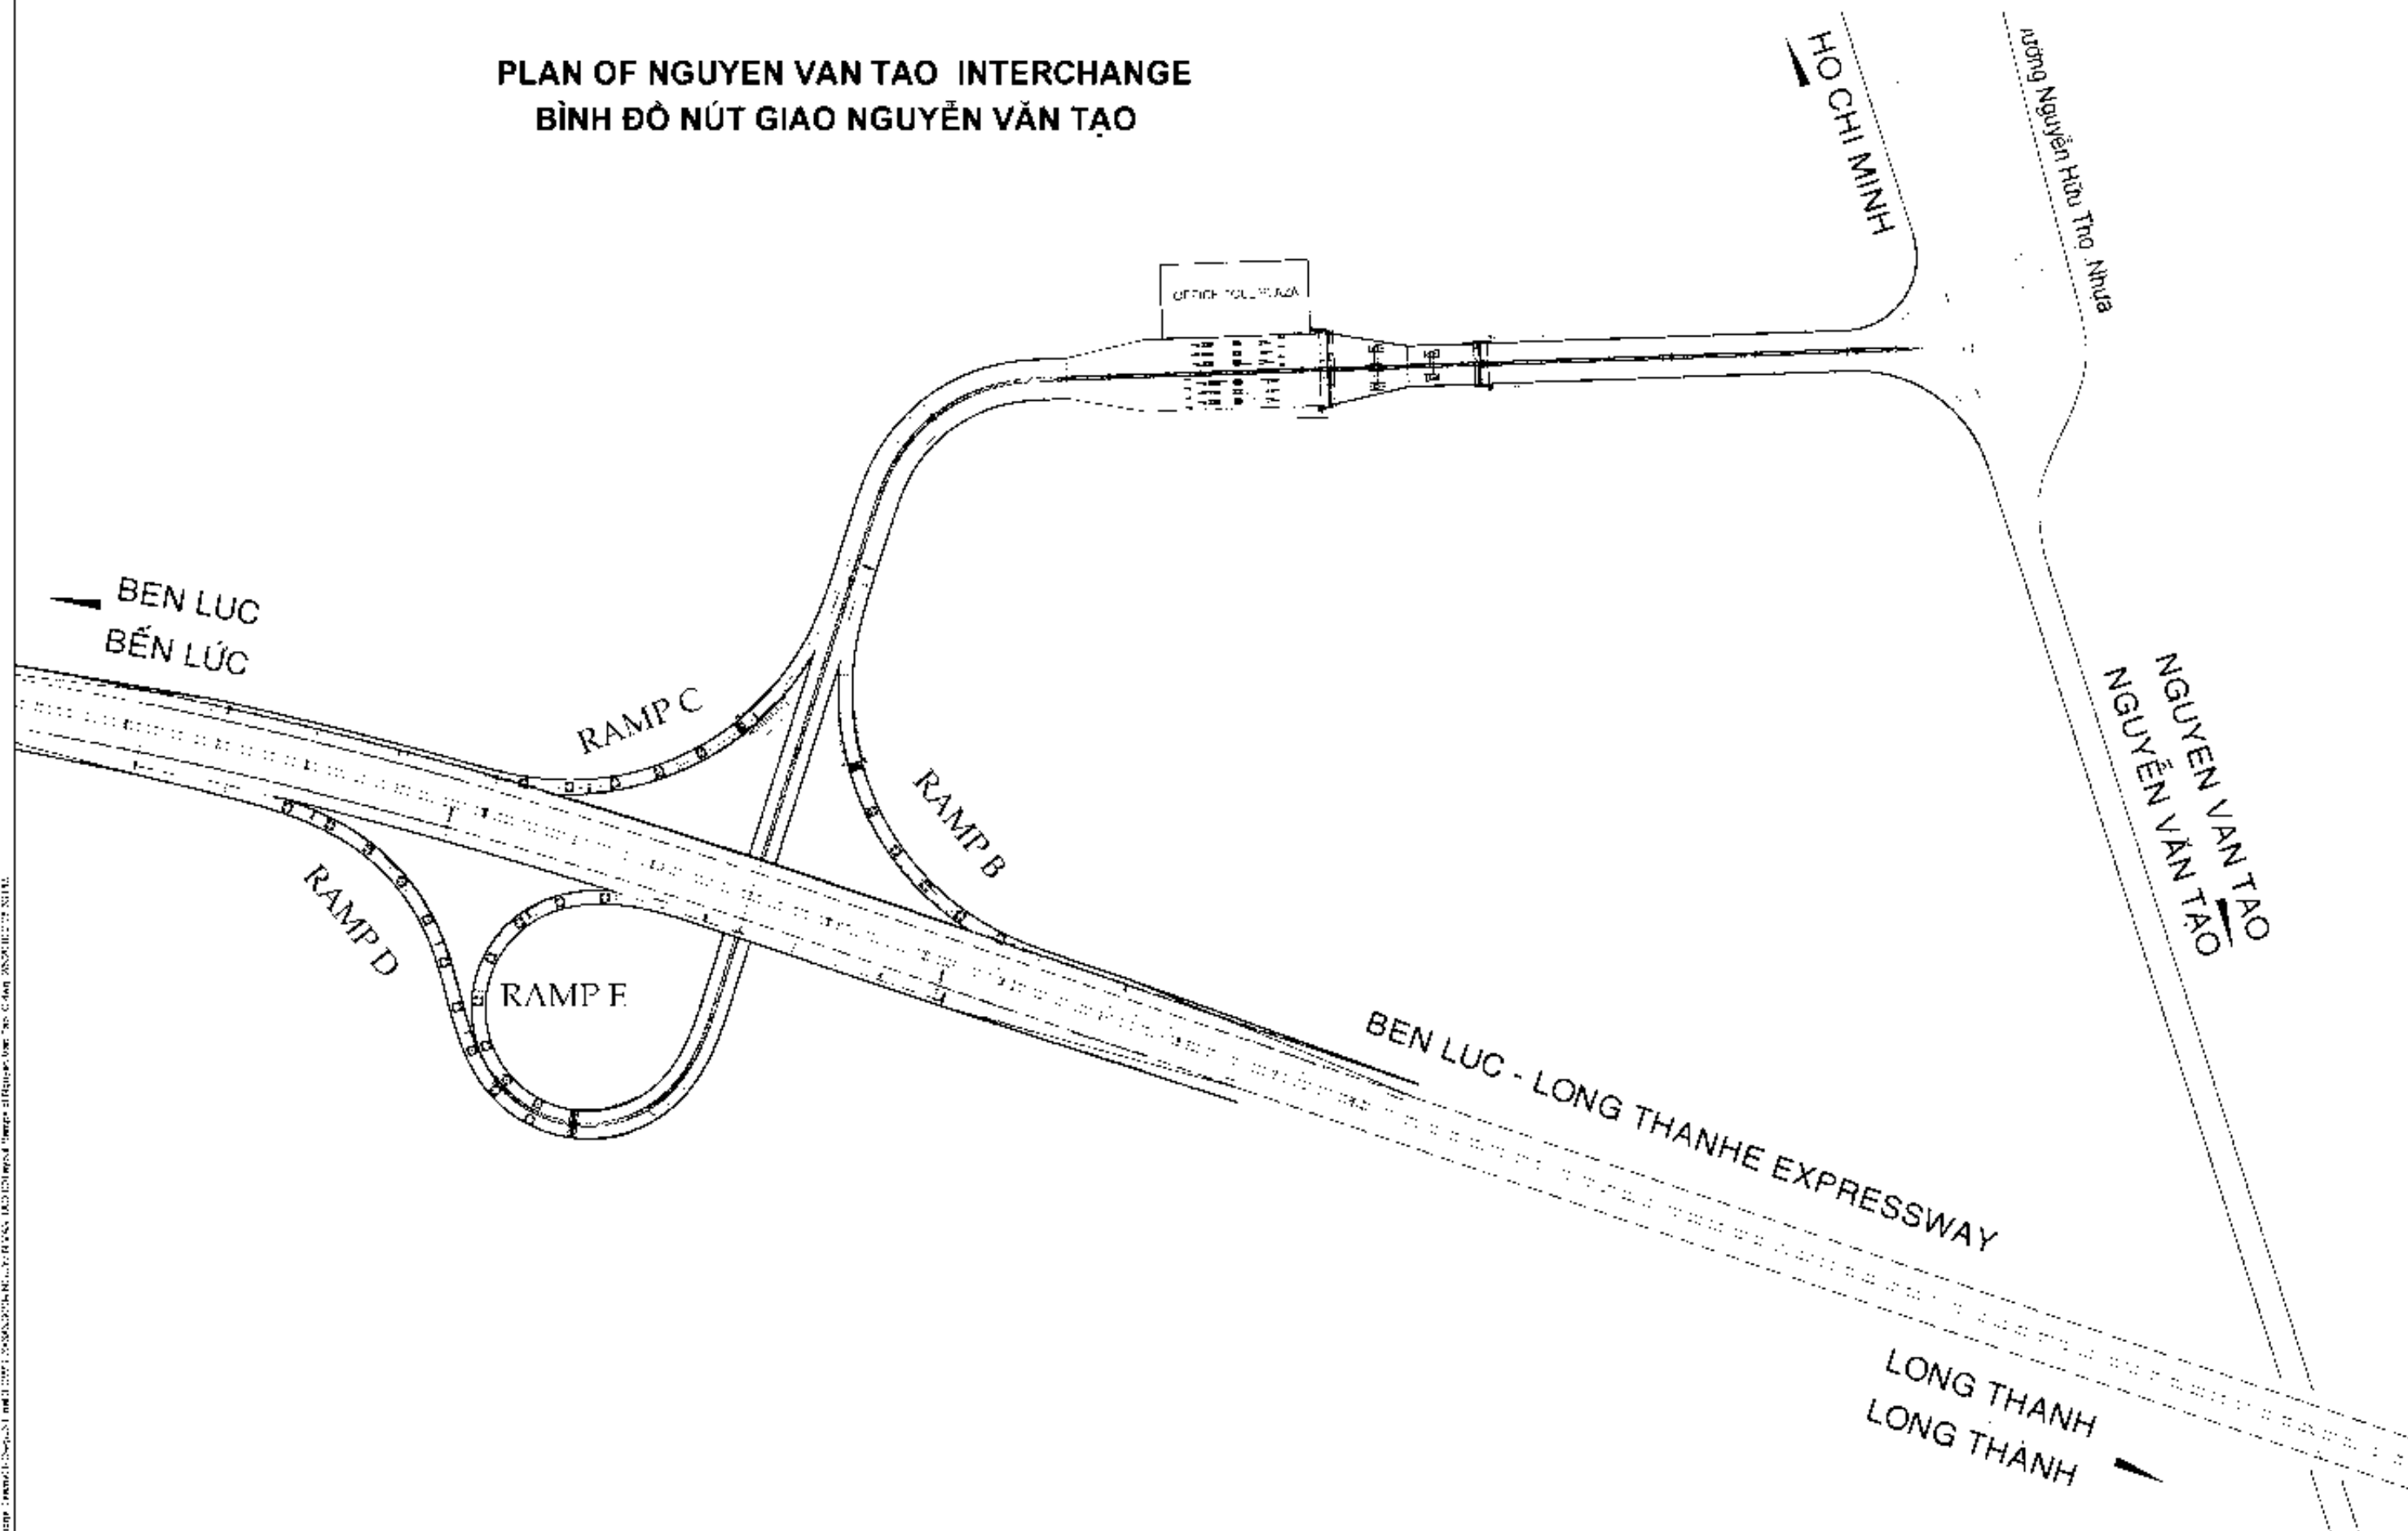 PLAN OF NGUYEN VAN TAO INTERCHANGE
BÌNH ĐỒ NÚT GIAO NGUYỄN VĂN TẠO
HO CHI MINH
Nguyễn Hữu Thọ Nhựa
BEN LUC
BẾN LỨC
RAMP C
RAMP B
RAMP D
RAMP E
NGUYEN VAN TAO
NGUYỄN VĂN TẠO
BEN LUC - LONG THANHE EXPRESSWAY
LONG THANH
LONG THÀNH